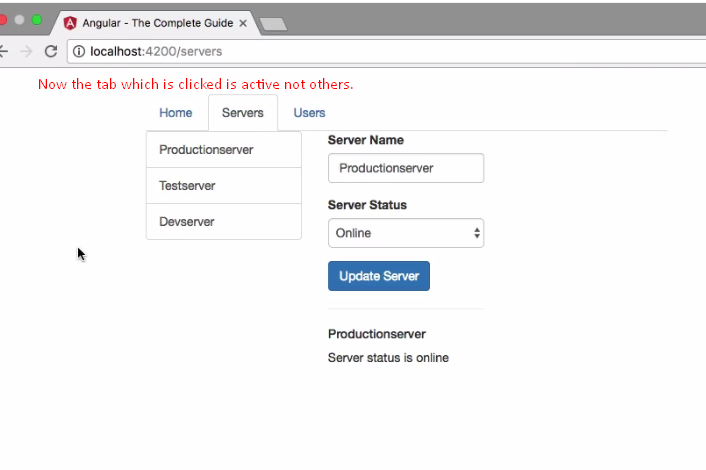 Angular - The Complete Guide
localhost:4200/servers
Now the tab which is clicked is active not others.
Home Servers Users
Productionserver
Testserver
Devserver
Server Name
Productionserver
Server Status
Online
Update Server
Productionserver
Server status is online